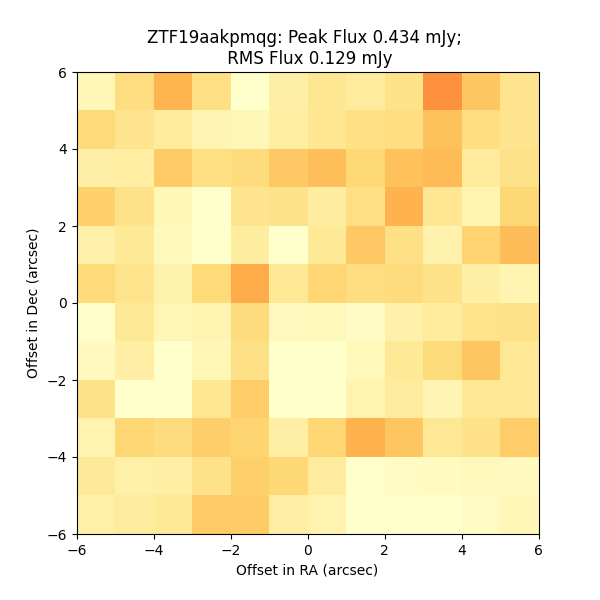 ZTF19aakpmqg: Peak Flux 0.434 mJy;
RMS Flux 0.129 mJy
6
4
2
0
−2
−4
−6
Offset in Dec (arcsec)
−6 −4 −2 0 2 4 6
Offset in RA (arcsec)